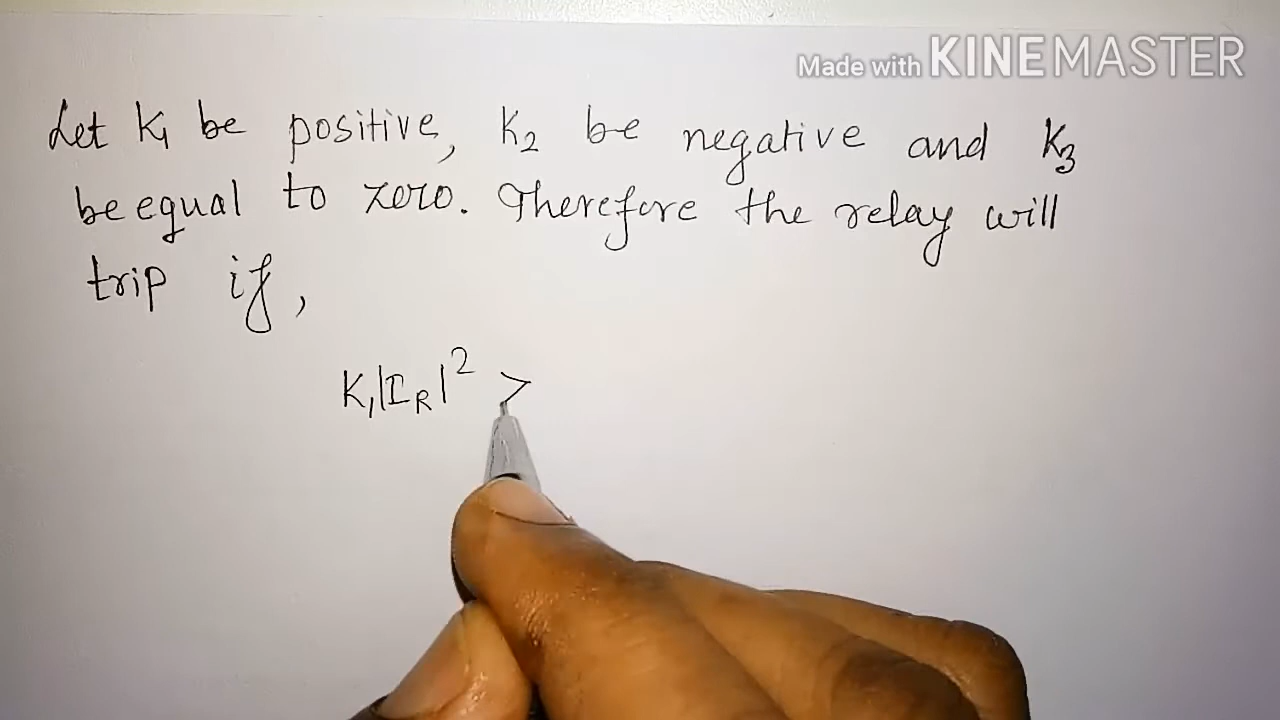 Made with KINEMASTER
Let K1 be positive, K2 be negative and K3
be equal to zero. Therefore the relay will
trip if,
K1|IR|² >